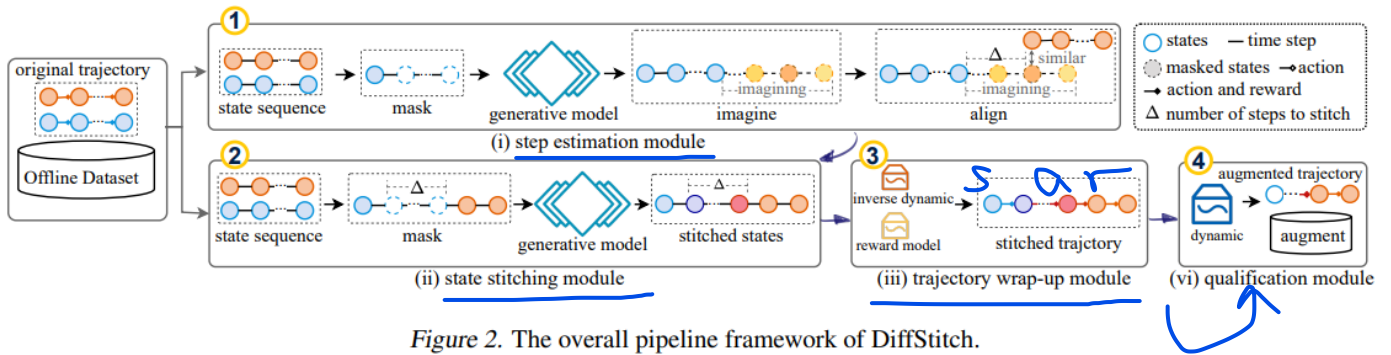 original trajectory
Offline Dataset
1
state sequence
mask
generative model
imagining
imagine
Δ
similar
imagining
align
(i) step estimation module
states
time step
masked states
action
action and reward
Δ number of steps to stitch
2
state sequence
Δ
mask
generative model
Δ
stitched states
(ii) state stitching module
3
inverse dynamic
reward model
s a r
stitched trajctory
(iii) trajectory wrap-up module
4
augmented trajectory
dynamic
augment
(vi) qualification module
Figure 2. The overall pipeline framework of DiffStitch.